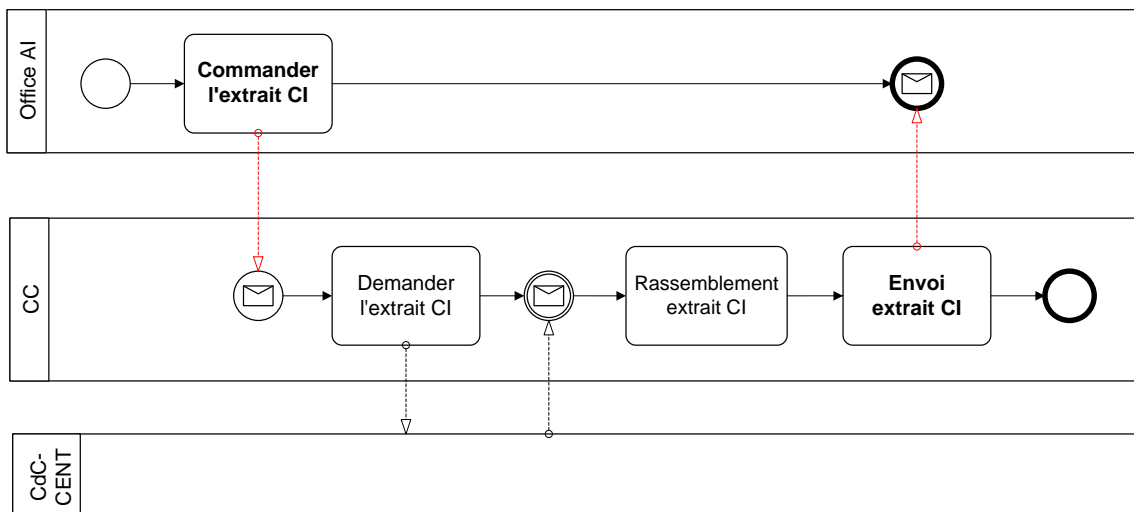 Office AI
Commander
l'extrait CI
CC
Demander
l'extrait CI
Rassemblement
extrait CI
Envoi
extrait CI
CdC-
CENT